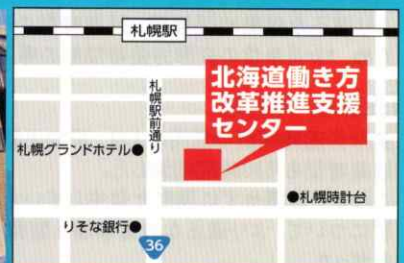 札幌駅
北海道働き方
改革推進支援
センター
札幌駅前通り
札幌グランドホテル●
●札幌時計台
りそな銀行●
36